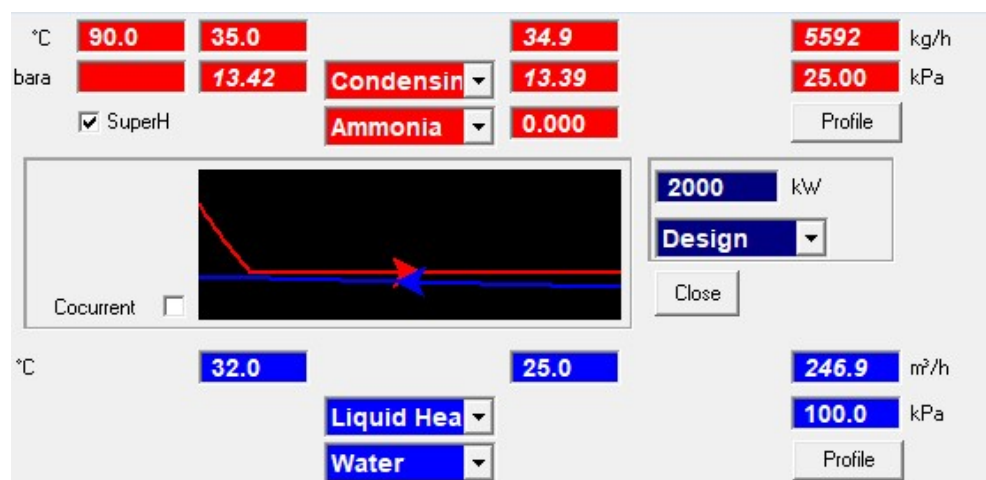 °C 90.0 35.0 34.9 5592 kg/h
bara 13.42 Condensin 13.39 25.00 kPa
SuperH Ammonia 0.000 Profile
2000 kW
Design
Cocurrent Close
°C 32.0 25.0 246.9 m³/h
Liquid Hea 100.0 kPa
Water Profile